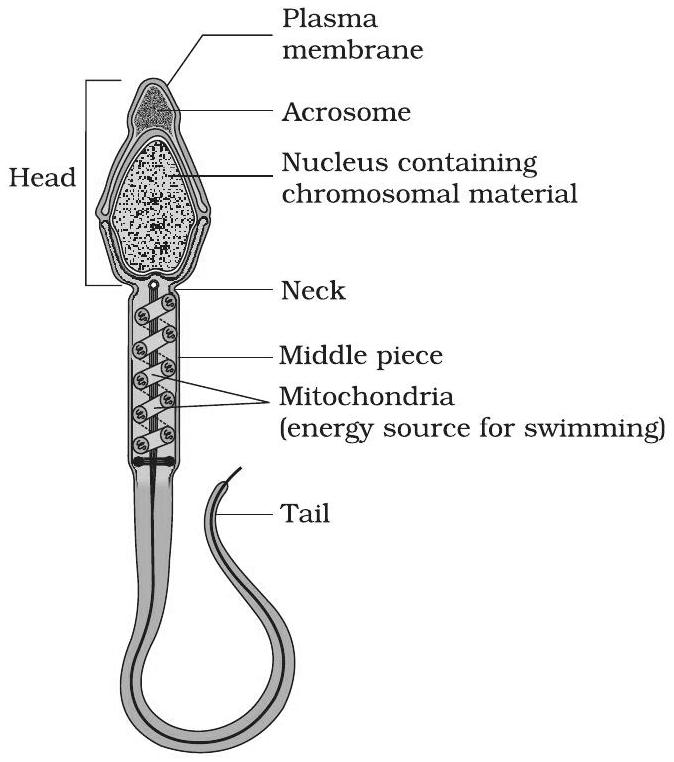 Plasma
membrane
Acrosome
Head
Nucleus containing
chromosomal material
Neck
Middle piece
Mitochondria
(energy source for swimming)
Tail